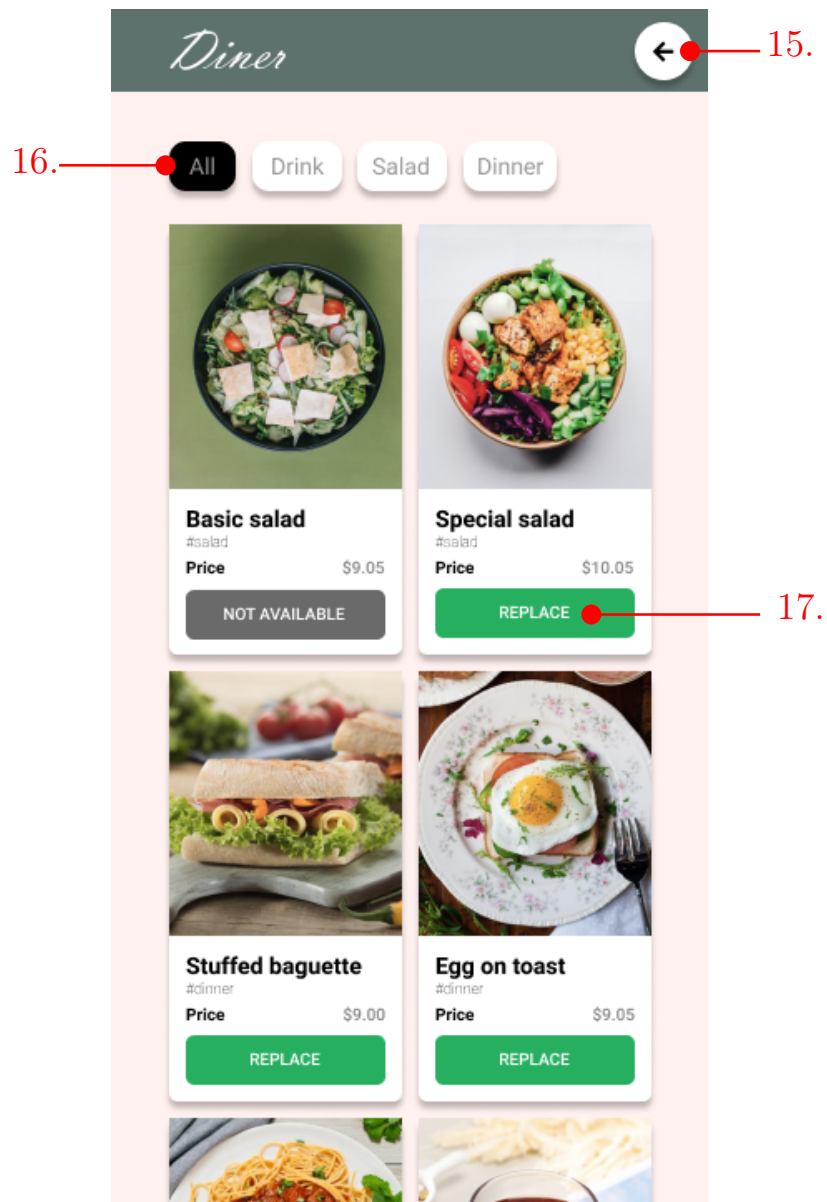 Diner
15.
16.
All Drink Salad Dinner
Basic salad
#salad
Price $9.05
NOT AVAILABLE
Special salad
#salad
Price $10.05
REPLACE
17.
Stuffed baguette
#dinner
Price $9.00
REPLACE
Egg on toast
#dinner
Price $9.05
REPLACE